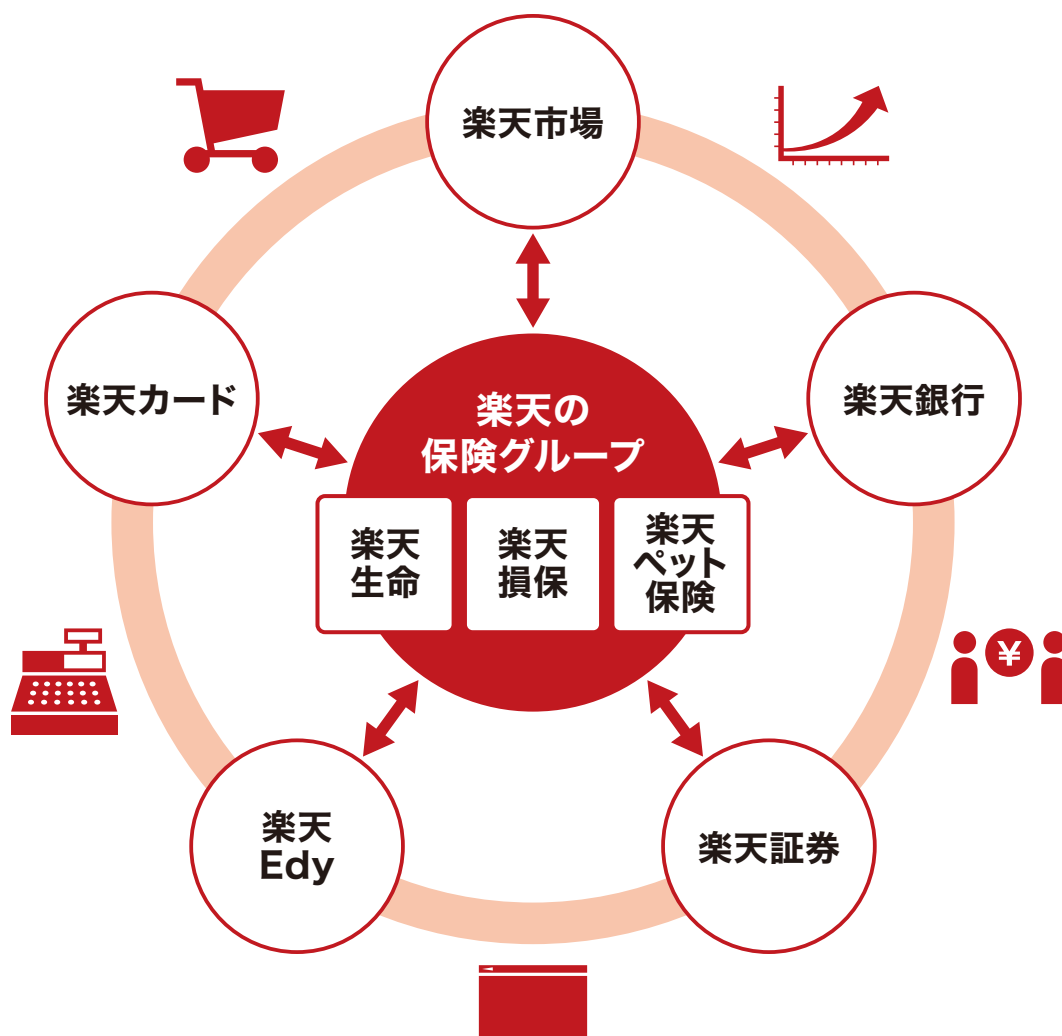 楽天市場
楽天カード
楽天銀行
楽天の
保険グループ
楽天
生命
楽天
損保
楽天
ペット
保険
¥
楽天
Edy
楽天証券